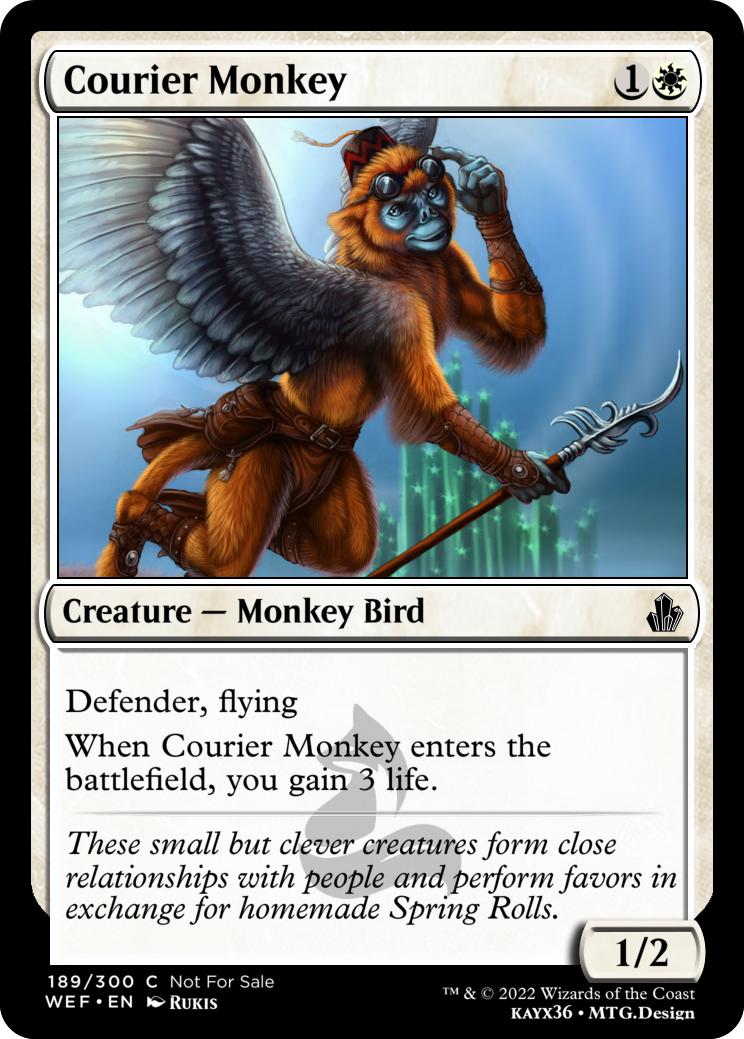 Courier Monkey 1
Creature — Monkey Bird
Defender, flying
When Courier Monkey enters the
battlefield, you gain 3 life.
These small but clever creatures form close
relationships with people and perform favors in
exchange for homemade Spring Rolls.
1/2
189/300 C Not For Sale
WEF • EN Rukis
™ & © 2022 Wizards of the Coast
KAYX36 • MTG.Design